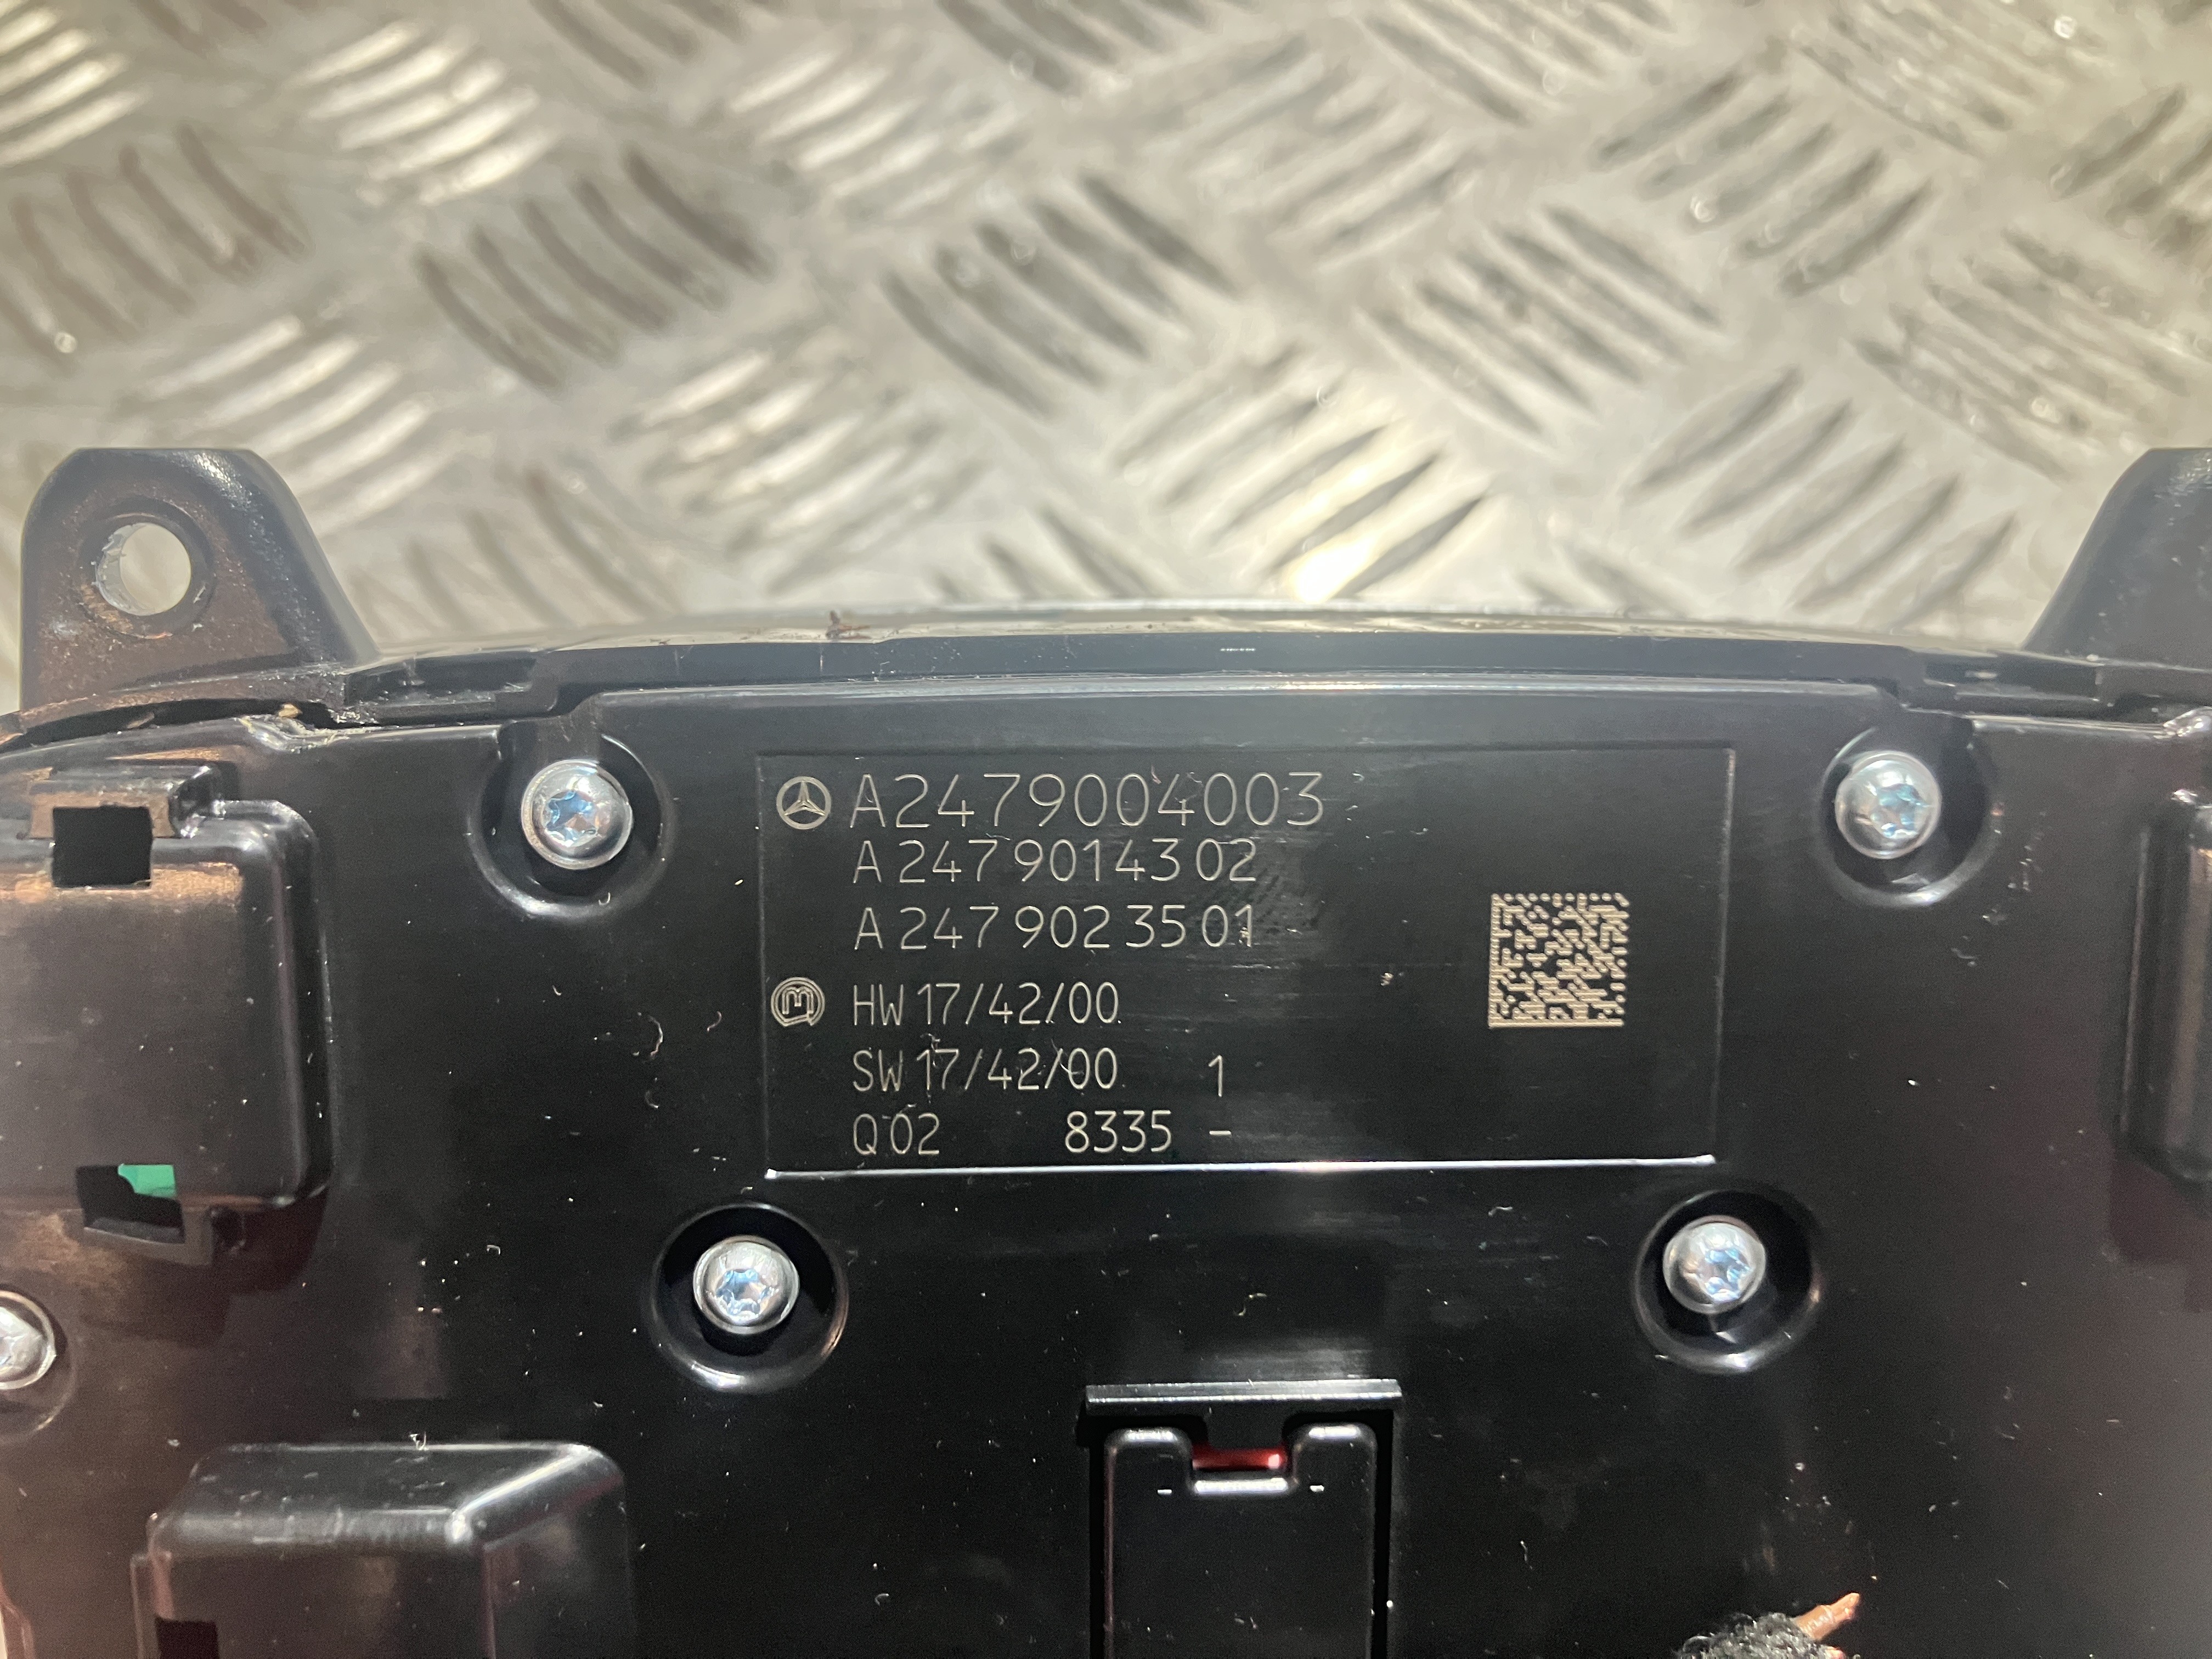 A2479004003
A 247 901 43 02
A 247 902 35 01
HW 17/42/00
SW 17/42/00 1
Q 02 8335 -